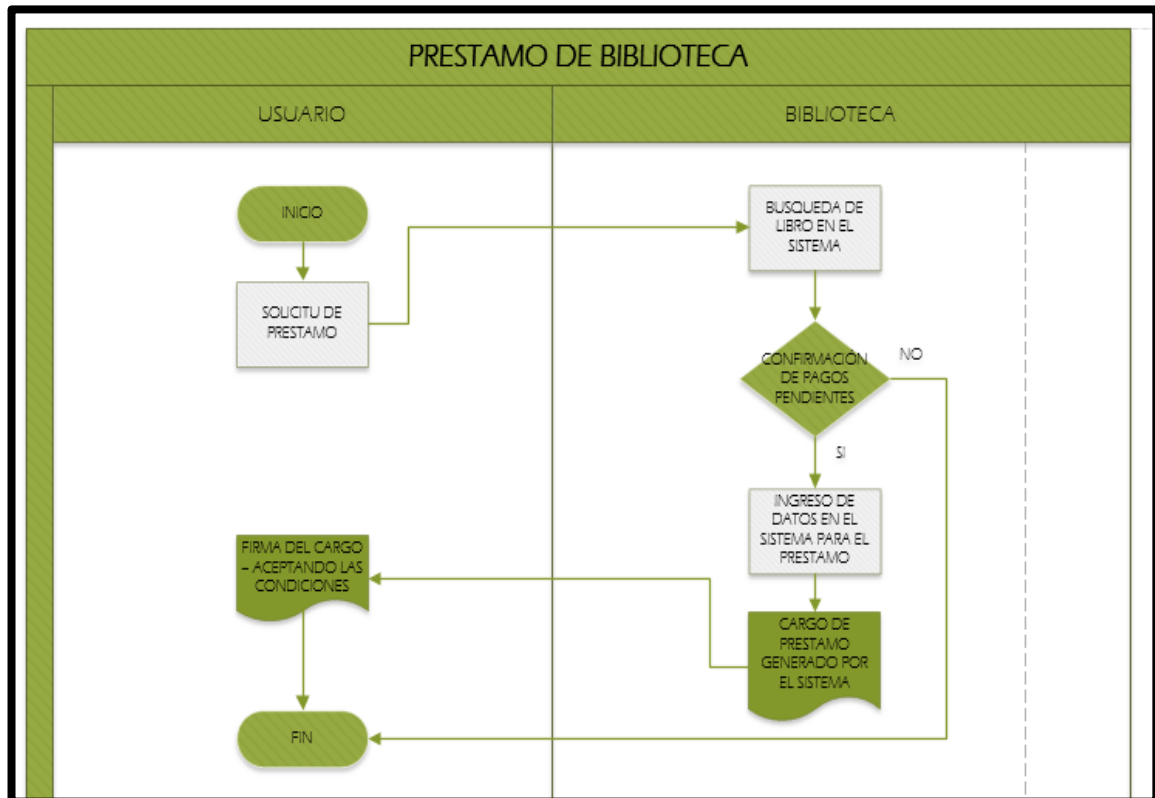 PRESTAMO DE BIBLIOTECA
USUARIO
BIBLIOTECA
INICIO
SOLICITU DE
PRESTAMO
BUSQUEDA DE
LIBRO EN EL
SISTEMA
CONFIRMACIÓN
DE PAGOS
PENDIENTES
NO
SI
INGRESO DE
DATOS EN EL
SISTEMA PARA EL
PRESTAMO
CARGO DE
PRESTAMO
GENERADO POR
EL SISTEMA
FIRMA DEL CARGO
– ACEPTANDO LAS
CONDICIONES
FIN